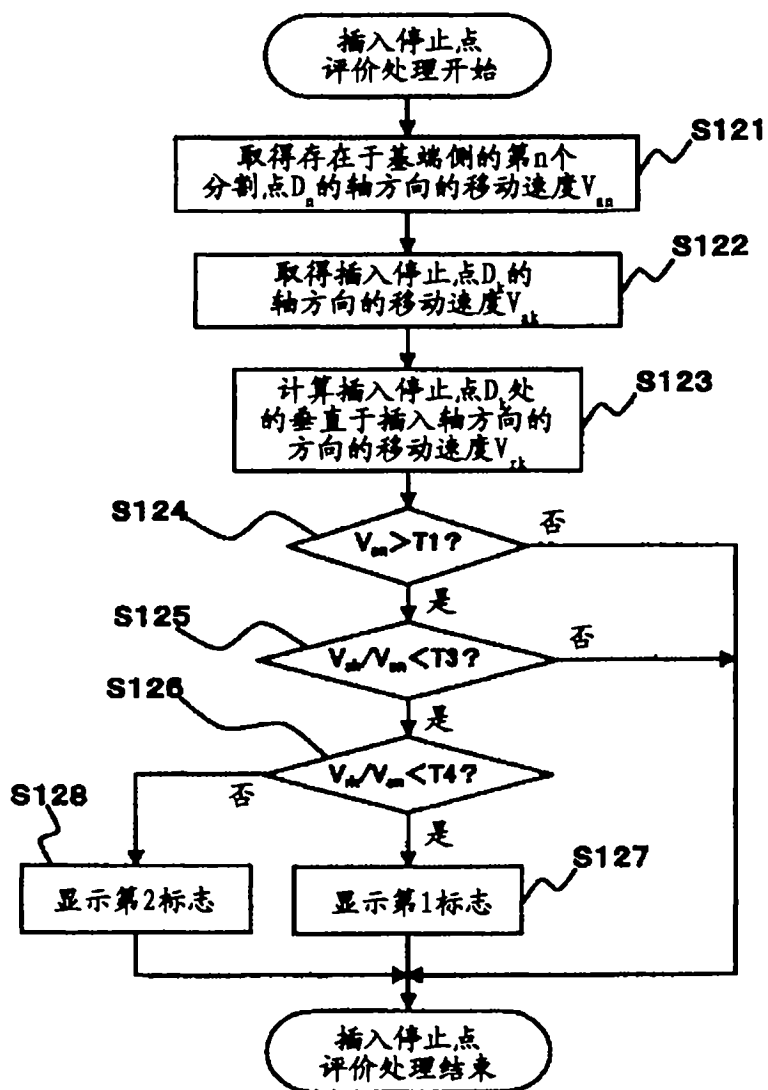 插入停止点
评价处理开始
S121
取得存在于基端侧的第n个
分割点Dn的轴方向的移动速度Van
S122
取得插入停止点Dk的
轴方向的移动速度Vak
S123
计算插入停止点Dk处
的垂直于插入轴方向的
方向的移动速度Vrk
S124
Van>T1?
否
是
S125
Vak/Van<T3?
否
是
S126
Vrk/Van<T4?
否
是
S128
显示第2标志
S127
显示第1标志
插入停止点
评价处理结束